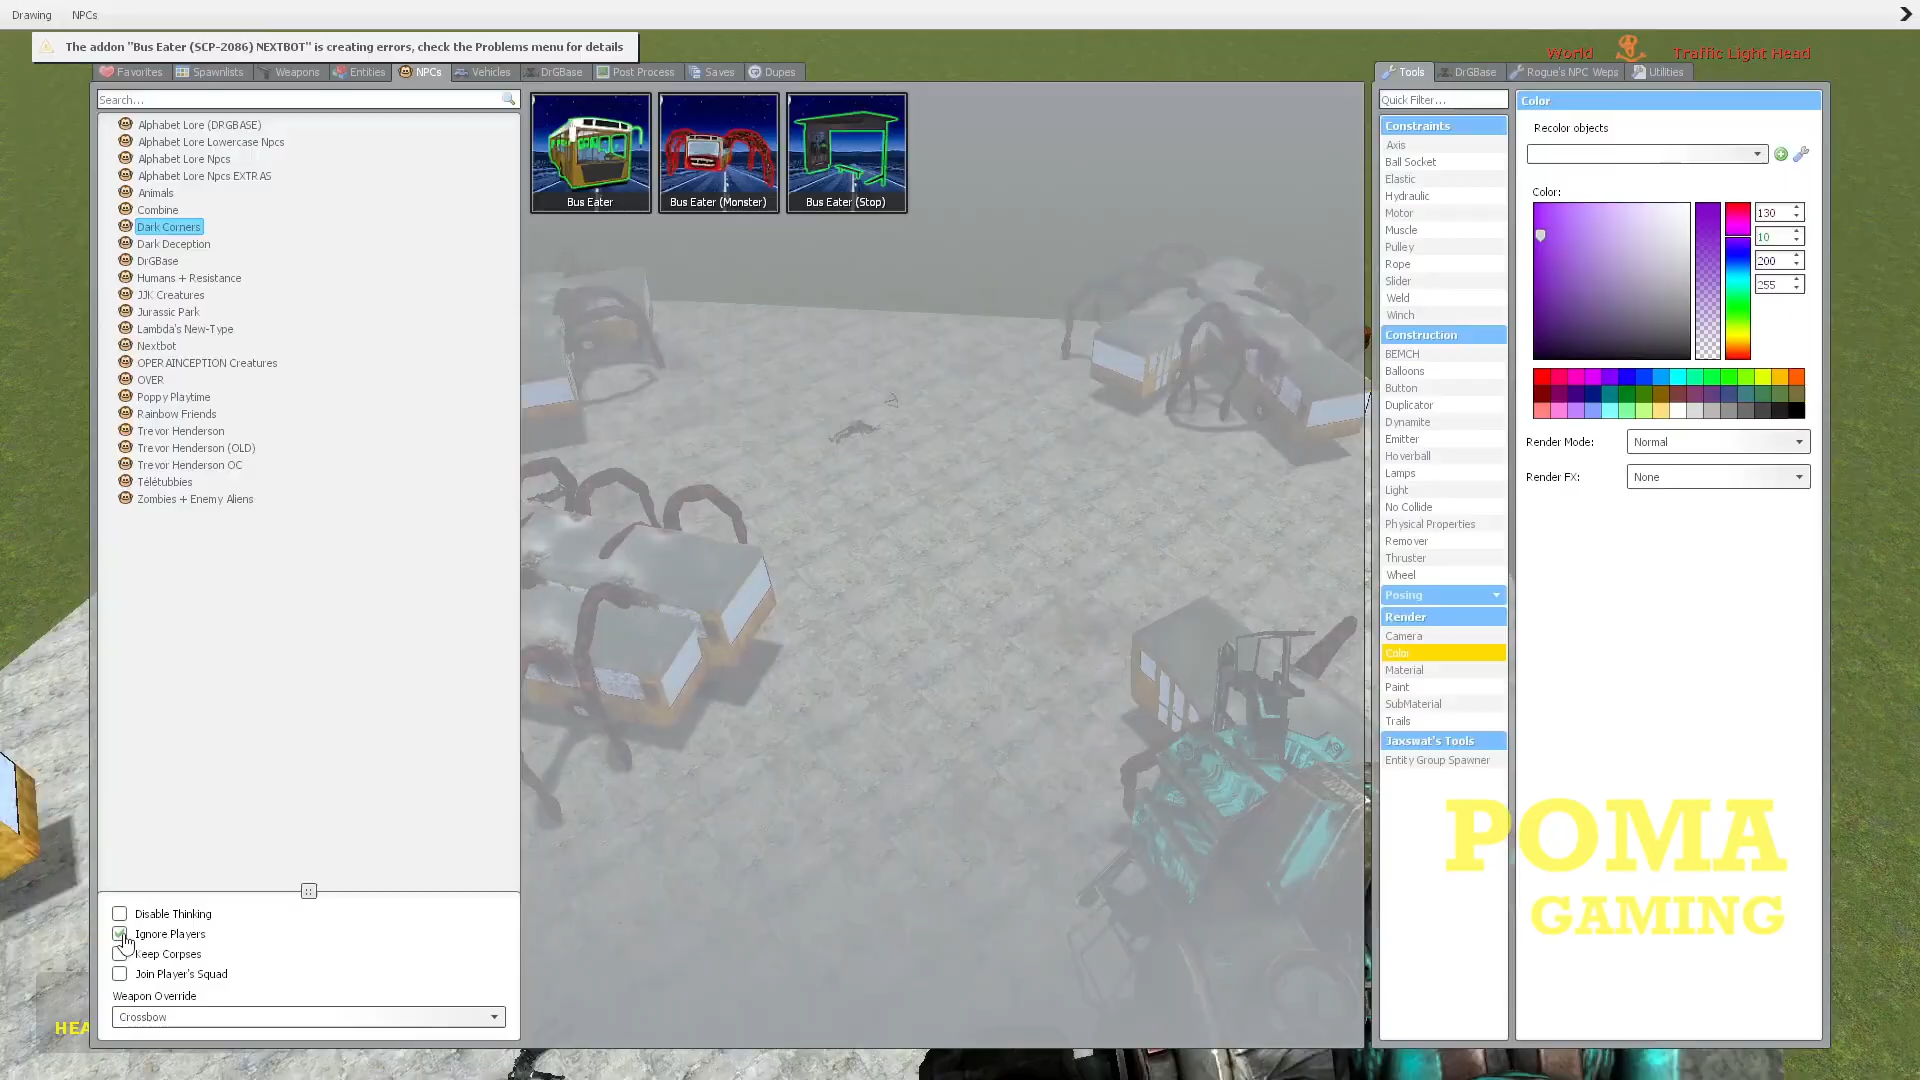 Drawing NPCs
The addon "Bus Eater (SCP-2086) NEXTBOT" is creating errors, check the Problems menu for details
World Traffic Light Head
Favorites Spawnlists Weapons Entities NPCs Vehicles DrGBase Post Process Saves Dupes
Tools DrGBase Rogue's NPC Weps Utilities
Search...
Alphabet Lore (DRGBASE)
Alphabet Lore Lowercase Npcs
Alphabet Lore Npcs
Alphabet Lore Npcs EXTRAS
Animals
Combine
Dark Corners
Dark Deception
DrGBase
Humans + Resistance
JJK Creatures
Jurassic Park
Lambda's New-Type
Nextbot
OPERAINCEPTION Creatures
OVER
Poppy Playtime
Rainbow Friends
Trevor Henderson
Trevor Henderson (OLD)
Trevor Henderson OC
Télétubbies
Zombies + Enemy Aliens
Disable Thinking
Ignore Players
Keep Corpses
Join Player's Squad
Weapon Override
Crossbow
HEA
Bus Eater
Bus Eater (Monster)
Bus Eater (Stop)
Quick Filter...
Constraints
Axis
Ball Socket
Elastic
Hydraulic
Motor
Muscle
Pulley
Rope
Slider
Weld
Winch
Construction
BEMCH
Balloons
Button
Duplicator
Dynamite
Emitter
Hoverball
Lamps
Light
No Collide
Physical Properties
Remover
Thruster
Wheel
Posing
Render
Camera
Color
Material
Paint
SubMaterial
Trails
Jaxswat's Tools
Entity Group Spawner
Color
Recolor objects
Color:
130
10
200
255
Render Mode: Normal
Render FX: None
POMA
GAMING